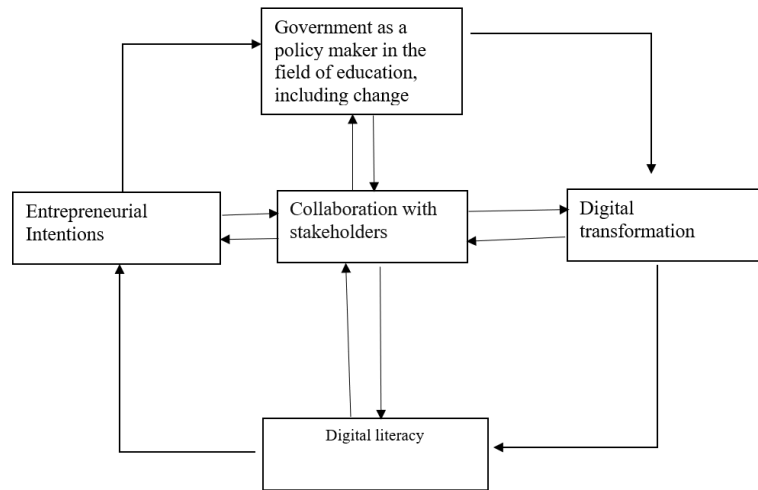 Government as a
policy maker in the
field of education,
including change
Entrepreneurial
Intentions
Collaboration with
stakeholders
Digital
transformation
Digital literacy